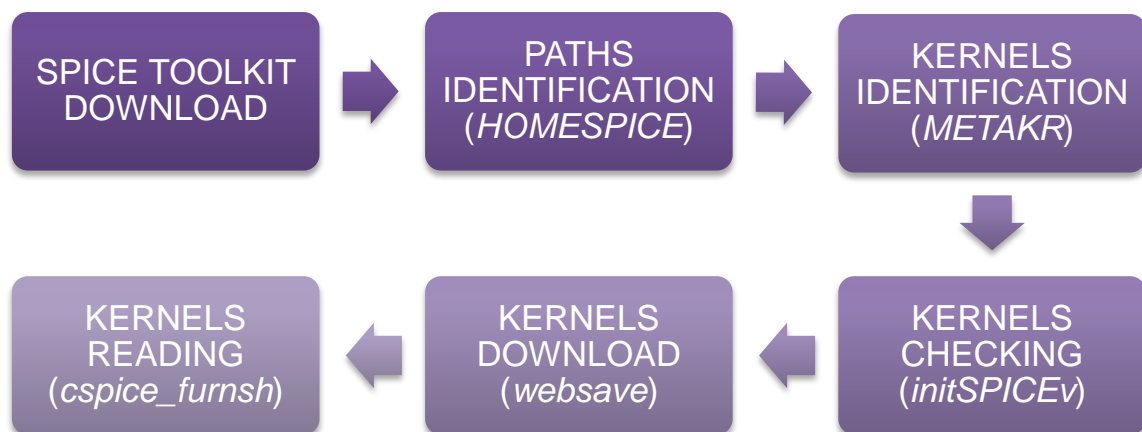 SPICE TOOLKIT
DOWNLOAD
PATHS
IDENTIFICATION
(HOMESPICE)
KERNELS
IDENTIFICATION
(METAKR)
KERNELS
CHECKING
(initSPICEv)
KERNELS
DOWNLOAD
(websave)
KERNELS
READING
(cspice_furnsh)